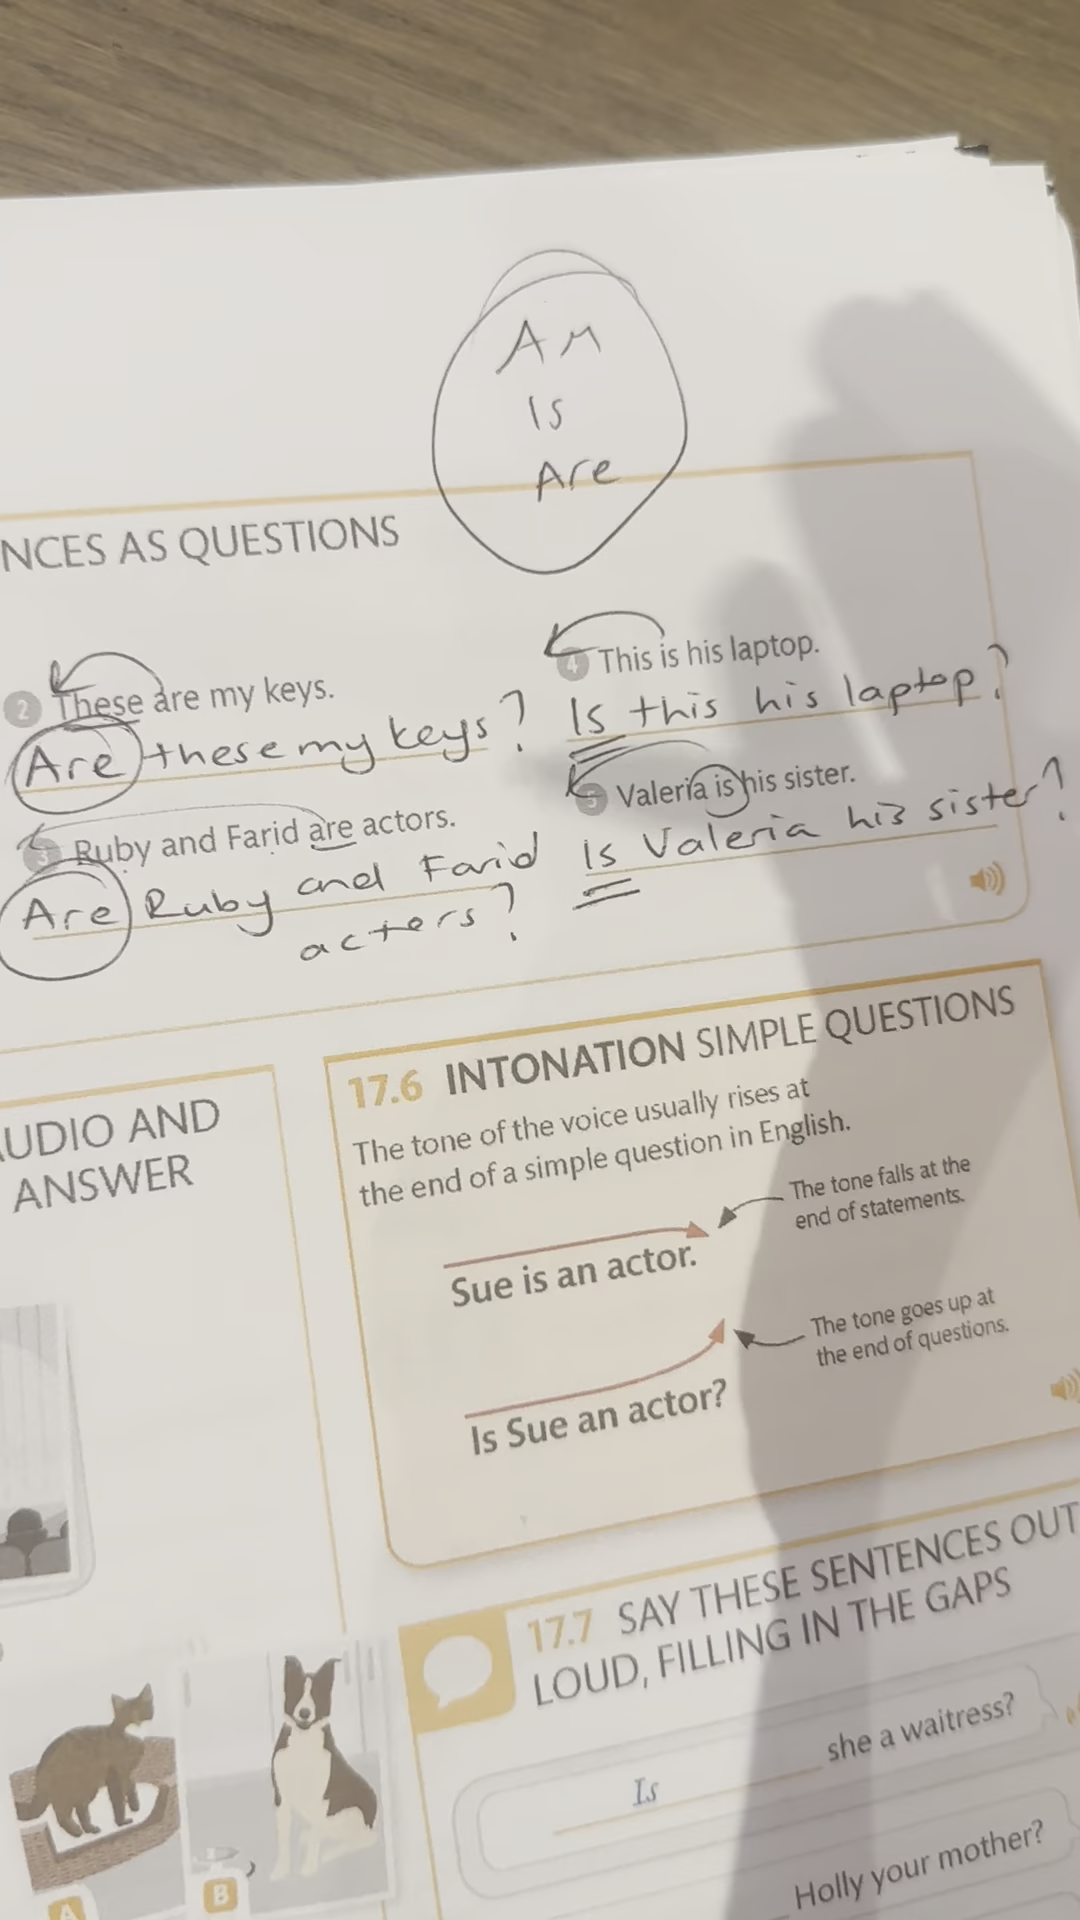 Am
Is
Are
NCES AS QUESTIONS
2 These are my keys.
Are these my keys?
3 Ruby and Farid are actors.
Are Ruby and Farid
acters?
4 This is his laptop.
Is this his laptop?
5 Valeria is his sister.
Is Valeria his sister?
UDIO AND
ANSWER
17.6 INTONATION SIMPLE QUESTIONS
The tone of the voice usually rises at
the end of a simple question in English.
The tone falls at the
end of statements.
Sue is an actor.
The tone goes up at
the end of questions.
Is Sue an actor?
17.7 SAY THESE SENTENCES OUT
LOUD, FILLING IN THE GAPS
Is she a waitress?
Holly your mother?
A
B